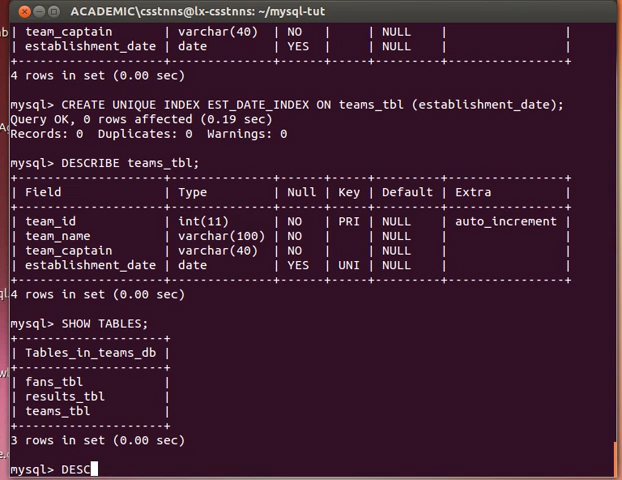 ACADEMIC\csstnns@lx-csstnns: ~/mysql-tut
| team_captain       | varchar(40)  | NO   |     | NULL    |                |
| establishment_date | date         | YES  |     | NULL    |                |
+--------------------+--------------+------+-----+---------+----------------+
4 rows in set (0.00 sec)
mysql> CREATE UNIQUE INDEX EST_DATE_INDEX ON teams_tbl (establishment_date);
Query OK, 0 rows affected (0.19 sec)
Records: 0  Duplicates: 0  Warnings: 0
mysql> DESCRIBE teams_tbl;
+--------------------+--------------+------+-----+---------+----------------+
| Field              | Type         | Null | Key | Default | Extra          |
+--------------------+--------------+------+-----+---------+----------------+
| team_id            | int(11)      | NO   | PRI | NULL    | auto_increment |
| team_name          | varchar(100) | NO   |     | NULL    |                |
| team_captain       | varchar(40)  | NO   |     | NULL    |                |
| establishment_date | date         | YES  | UNI | NULL    |                |
+--------------------+--------------+------+-----+---------+----------------+
4 rows in set (0.00 sec)
mysql> SHOW TABLES;
+--------------------+
| Tables_in_teams_db |
+--------------------+
| fans_tbl           |
| results_tbl        |
| teams_tbl          |
+--------------------+
3 rows in set (0.00 sec)
mysql> DESC